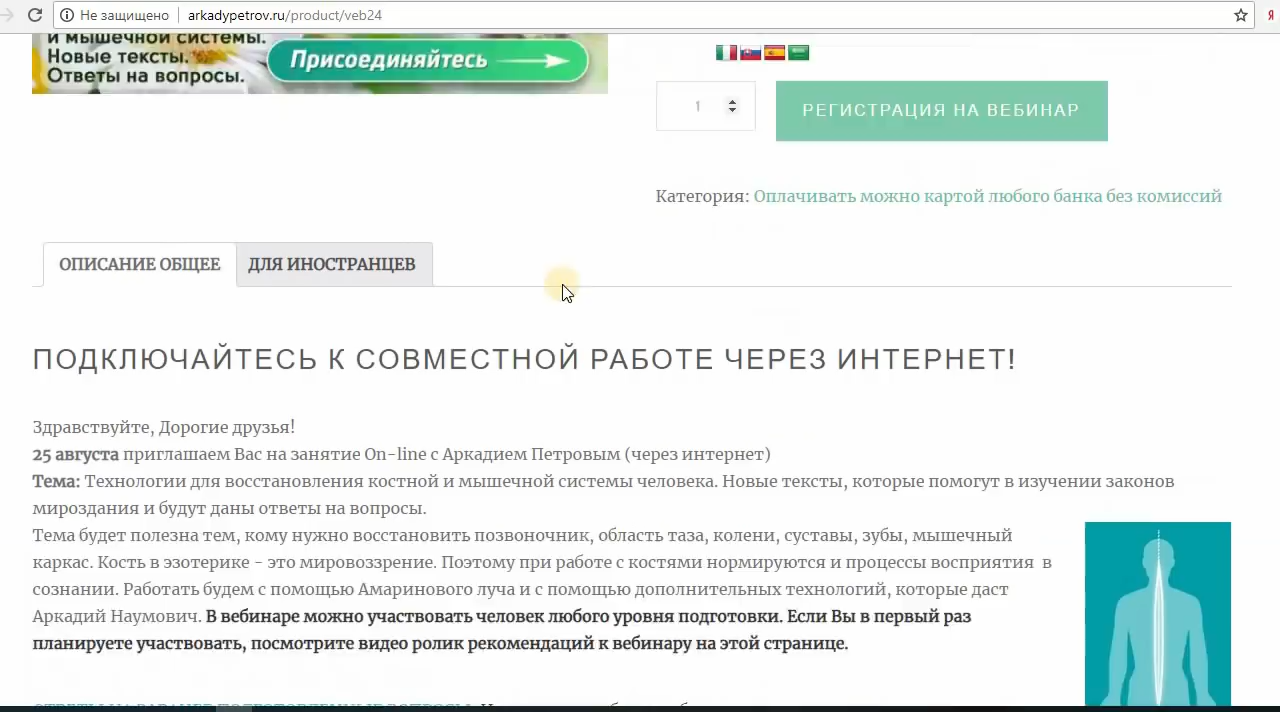 Не защищено
arkadypetrov.ru/product/veb24
Я
и мышечной системы.
Новые тексты.
Ответы на вопросы.
Присоединяйтесь
1
РЕГИСТРАЦИЯ НА ВЕБИНАР
Категория: Оплачивать можно картой любого банка без комиссий
ОПИСАНИЕ ОБЩЕЕ
ДЛЯ ИНОСТРАНЦЕВ
ПОДКЛЮЧАЙТЕСЬ К СОВМЕСТНОЙ РАБОТЕ ЧЕРЕЗ ИНТЕРНЕТ!
Здравствуйте, Дорогие друзья!
25 августа приглашаем Вас на занятие On-line с Аркадием Петровым (через интернет)
Тема: Технологии для восстановления костной и мышечной системы человека. Новые тексты, которые помогут в изучении законов
мироздания и будут даны ответы на вопросы.
Тема будет полезна тем, кому нужно восстановить позвоночник, область таза, колени, суставы, зубы, мышечный
каркас. Кость в эзотерике - это мировоззрение. Поэтому при работе с костями нормируются и процессы восприятия в
сознании. Работать будем с помощью Амаринового луча и с помощью дополнительных технологий, которые даст
Аркадий Наумович. В вебинаре можно участвовать человек любого уровня подготовки. Если Вы в первый раз
планируете участвовать, посмотрите видео ролик рекомендаций к вебинару на этой странице.